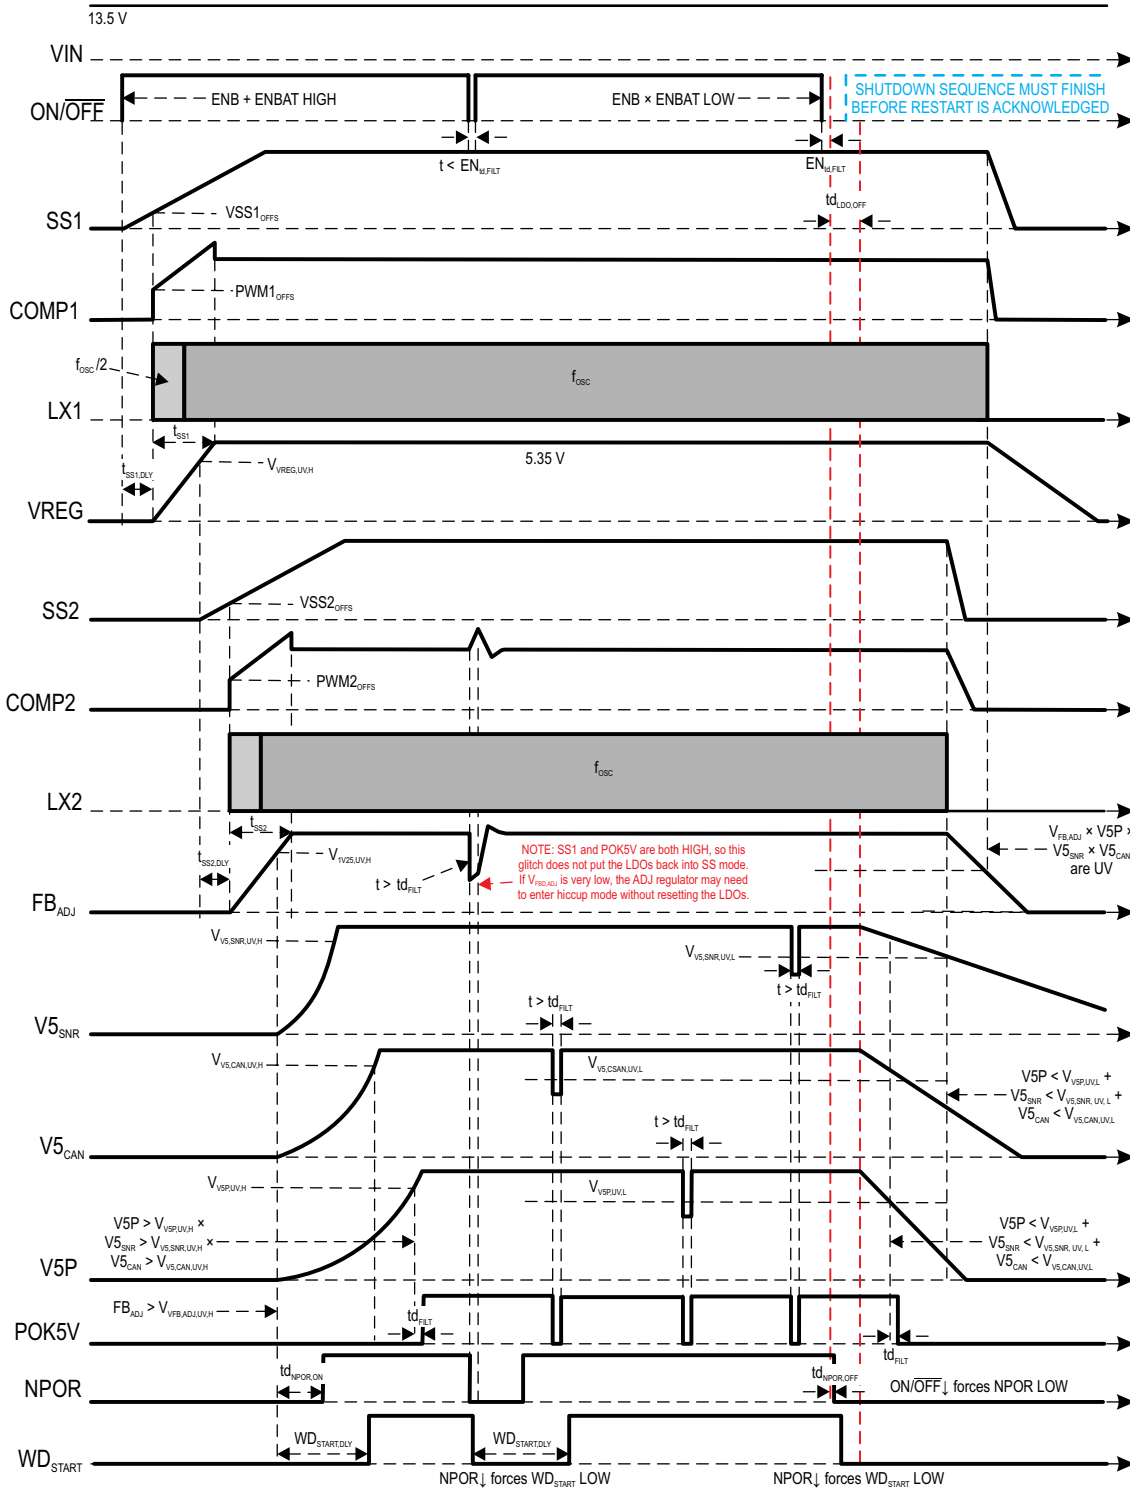 13.5 V
VIN
ON/OFF
ENB + ENBAT HIGH
ENB × ENBAT LOW
SHUTDOWN SEQUENCE MUST FINISH
BEFORE RESTART IS ACKNOWLEDGED
t < ENtd,FILT
ENtd,FILT
tdLDO,OFF
SS1
VSS1OFFS
COMP1
PWM1OFFS
fOSC/2
fOSC
LX1
tSS1
VVREG,UV,H
5.35 V
tSS1,DLY
VREG
SS2
VSS2OFFS
COMP2
PWM2OFFS
fOSC
LX2
tSS2
V1V25,UV,H
tSS2,DLY
t > tdFILT
NOTE: SS1 and POK5V are both HIGH, so this
glitch does not put the LDOs back into SS mode.
If VFBD,ADJ is very low, the ADJ regulator may need
to enter hiccup mode without resetting the LDOs.
VFB,ADJ × V5P ×
V5SNR × V5CAN
are UV
FBADJ
VV5,SNR,UV,H
VV5,SNR,UV,L
t > tdFILT
t > tdFILT
V5SNR
VV5,CAN,UV,H
VV5,CSAN,UV,L
V5P < VV5P,UV,L +
V5SNR < VV5,SNR, UV, L +
V5CAN < VV5,CAN,UV,L
t > tdFILT
V5CAN
VV5P,UV,H
VV5P,UV,L
V5P > VV5P,UV,H ×
V5SNR > VV5,SNR,UV,H ×
V5CAN > VV5,CAN,UV,H
V5P < VV5P,UV,L +
V5SNR < VV5,SNR, UV, L +
V5CAN < VV5,CAN,UV,L
V5P
FBADJ > VVFB,ADJ,UV,H
tdFILT
POK5V
tdFILT
tdNPOR,ON
tdNPOR,OFF
NPOR
ON/OFF↓ forces NPOR LOW
WDSTART,DLY
WDSTART,DLY
WDSTART
NPOR↓ forces WDSTART LOW
NPOR↓ forces WDSTART LOW